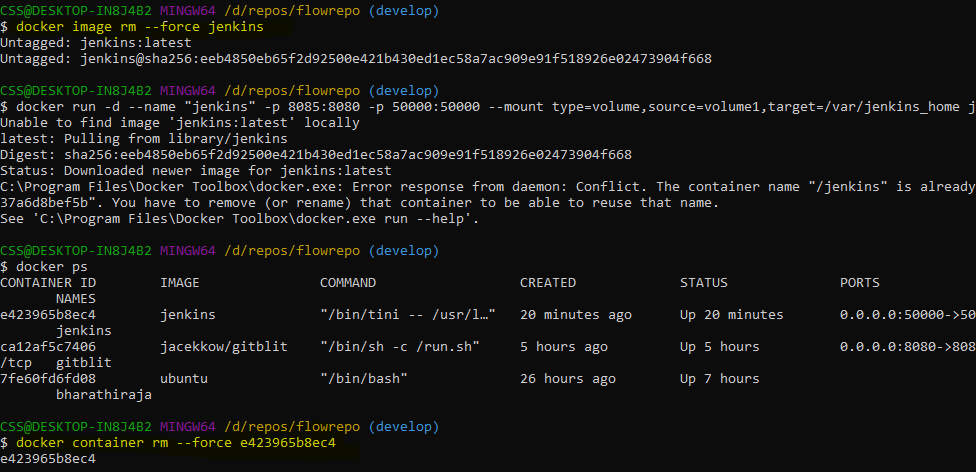 CSS@DESKTOP-IN8J4B2 MINGW64 /d/repos/flowrepo (develop)
$ docker image rm --force jenkins
Untagged: jenkins:latest
Untagged: jenkins@sha256:eeb4850eb65f2d92500e421b430ed1ec58a7ac909e91f518926e02473904f668
CSS@DESKTOP-IN8J4B2 MINGW64 /d/repos/flowrepo (develop)
$ docker run -d --name "jenkins" -p 8085:8080 -p 50000:50000 --mount type=volume,source=volume1,target=/var/jenkins_home j
Unable to find image 'jenkins:latest' locally
latest: Pulling from library/jenkins
Digest: sha256:eeb4850eb65f2d92500e421b430ed1ec58a7ac909e91f518926e02473904f668
Status: Downloaded newer image for jenkins:latest
C:\Program Files\Docker Toolbox\docker.exe: Error response from daemon: Conflict. The container name "/jenkins" is already
37a6d8bef5b". You have to remove (or rename) that container to be able to reuse that name.
See 'C:\Program Files\Docker Toolbox\docker.exe run --help'.
CSS@DESKTOP-IN8J4B2 MINGW64 /d/repos/flowrepo (develop)
$ docker ps
CONTAINER ID        IMAGE               COMMAND                  CREATED             STATUS              PORTS
       NAMES
e423965b8ec4        jenkins             "/bin/tini -- /usr/l…"   20 minutes ago      Up 20 minutes       0.0.0.0:50000->50
       jenkins
ca12af5c7406        jacekkow/gitblit    "/bin/sh -c /run.sh"     5 hours ago         Up 5 hours          0.0.0.0:8080->808
/tcp   gitblit
7fe60fd6fd08        ubuntu              "/bin/bash"              26 hours ago        Up 7 hours
       bharathiraja
CSS@DESKTOP-IN8J4B2 MINGW64 /d/repos/flowrepo (develop)
$ docker container rm --force e423965b8ec4
e423965b8ec4